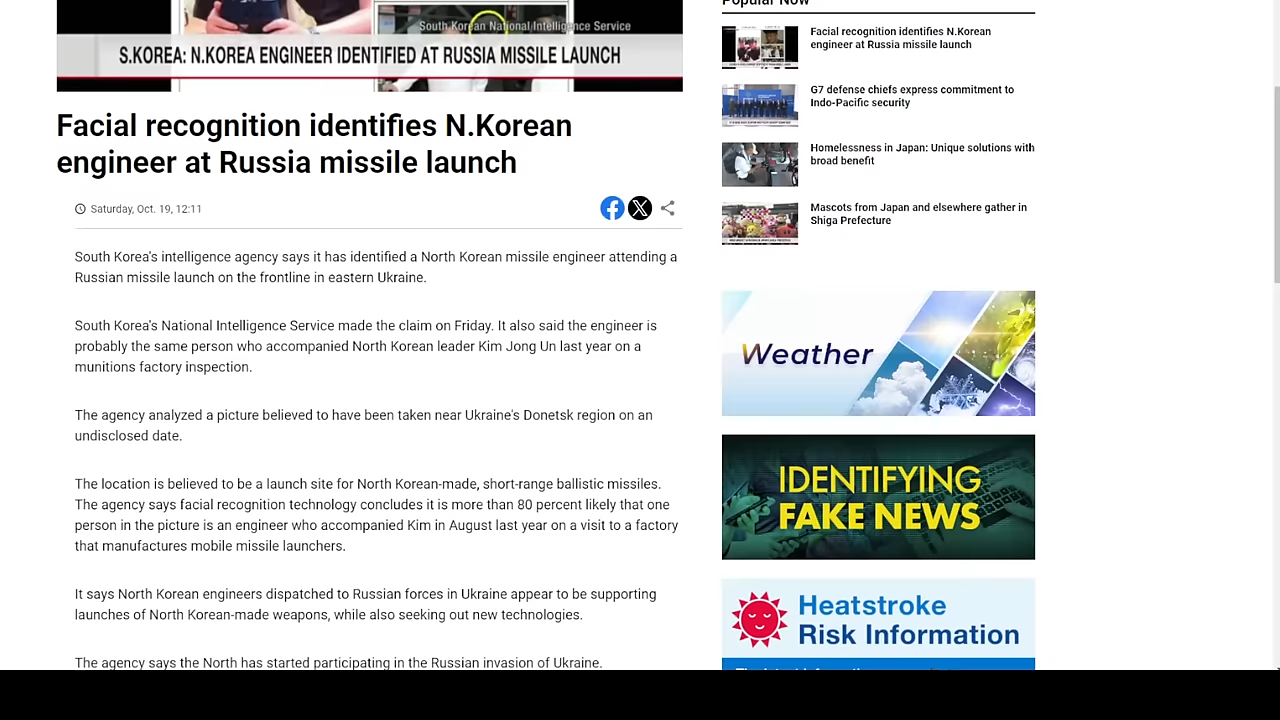 South Korean National Intelligence Service
S.KOREA: N.KOREA ENGINEER IDENTIFIED AT RUSSIA MISSILE LAUNCH
Facial recognition identifies N.Korean
engineer at Russia missile launch
Saturday, Oct. 19, 12:11
South Korea's intelligence agency says it has identified a North Korean missile engineer attending a
Russian missile launch on the frontline in eastern Ukraine.
South Korea's National Intelligence Service made the claim on Friday. It also said the engineer is
probably the same person who accompanied North Korean leader Kim Jong Un last year on a
munitions factory inspection.
The agency analyzed a picture believed to have been taken near Ukraine's Donetsk region on an
undisclosed date.
The location is believed to be a launch site for North Korean-made, short-range ballistic missiles.
The agency says facial recognition technology concludes it is more than 80 percent likely that one
person in the picture is an engineer who accompanied Kim in August last year on a visit to a factory
that manufactures mobile missile launchers.
It says North Korean engineers dispatched to Russian forces in Ukraine appear to be supporting
launches of North Korean-made weapons, while also seeking out new technologies.
The agency says the North has started participating in the Russian invasion of Ukraine.
Popular Now
Facial recognition identifies N.Korean
engineer at Russia missile launch
G7 defense chiefs express commitment to
Indo-Pacific security
Homelessness in Japan: Unique solutions with
broad benefit
Mascots from Japan and elsewhere gather in
Shiga Prefecture
Weather
IDENTIFYING
FAKE NEWS
Heatstroke
Risk Information